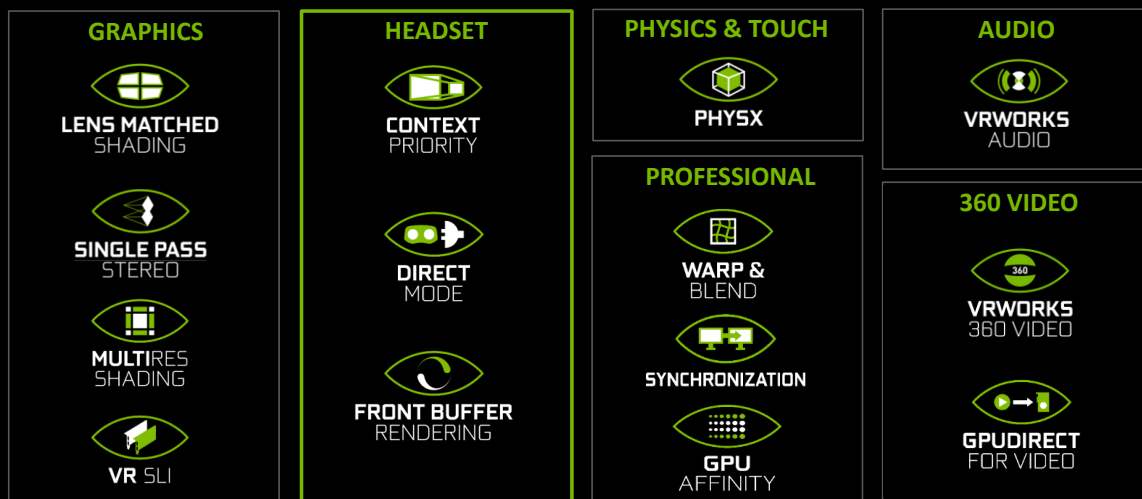 GRAPHICS
LENS MATCHED
SHADING
SINGLE PASS
STEREO
MULTIRES
SHADING
VR SLI
HEADSET
CONTEXT
PRIORITY
DIRECT
MODE
FRONT BUFFER
RENDERING
PHYSICS & TOUCH
PHYSX
PROFESSIONAL
WARP &
BLEND
SYNCHRONIZATION
GPU
AFFINITY
AUDIO
VRWORKS
AUDIO
360 VIDEO
360
VRWORKS
360 VIDEO
GPUDIRECT
FOR VIDEO